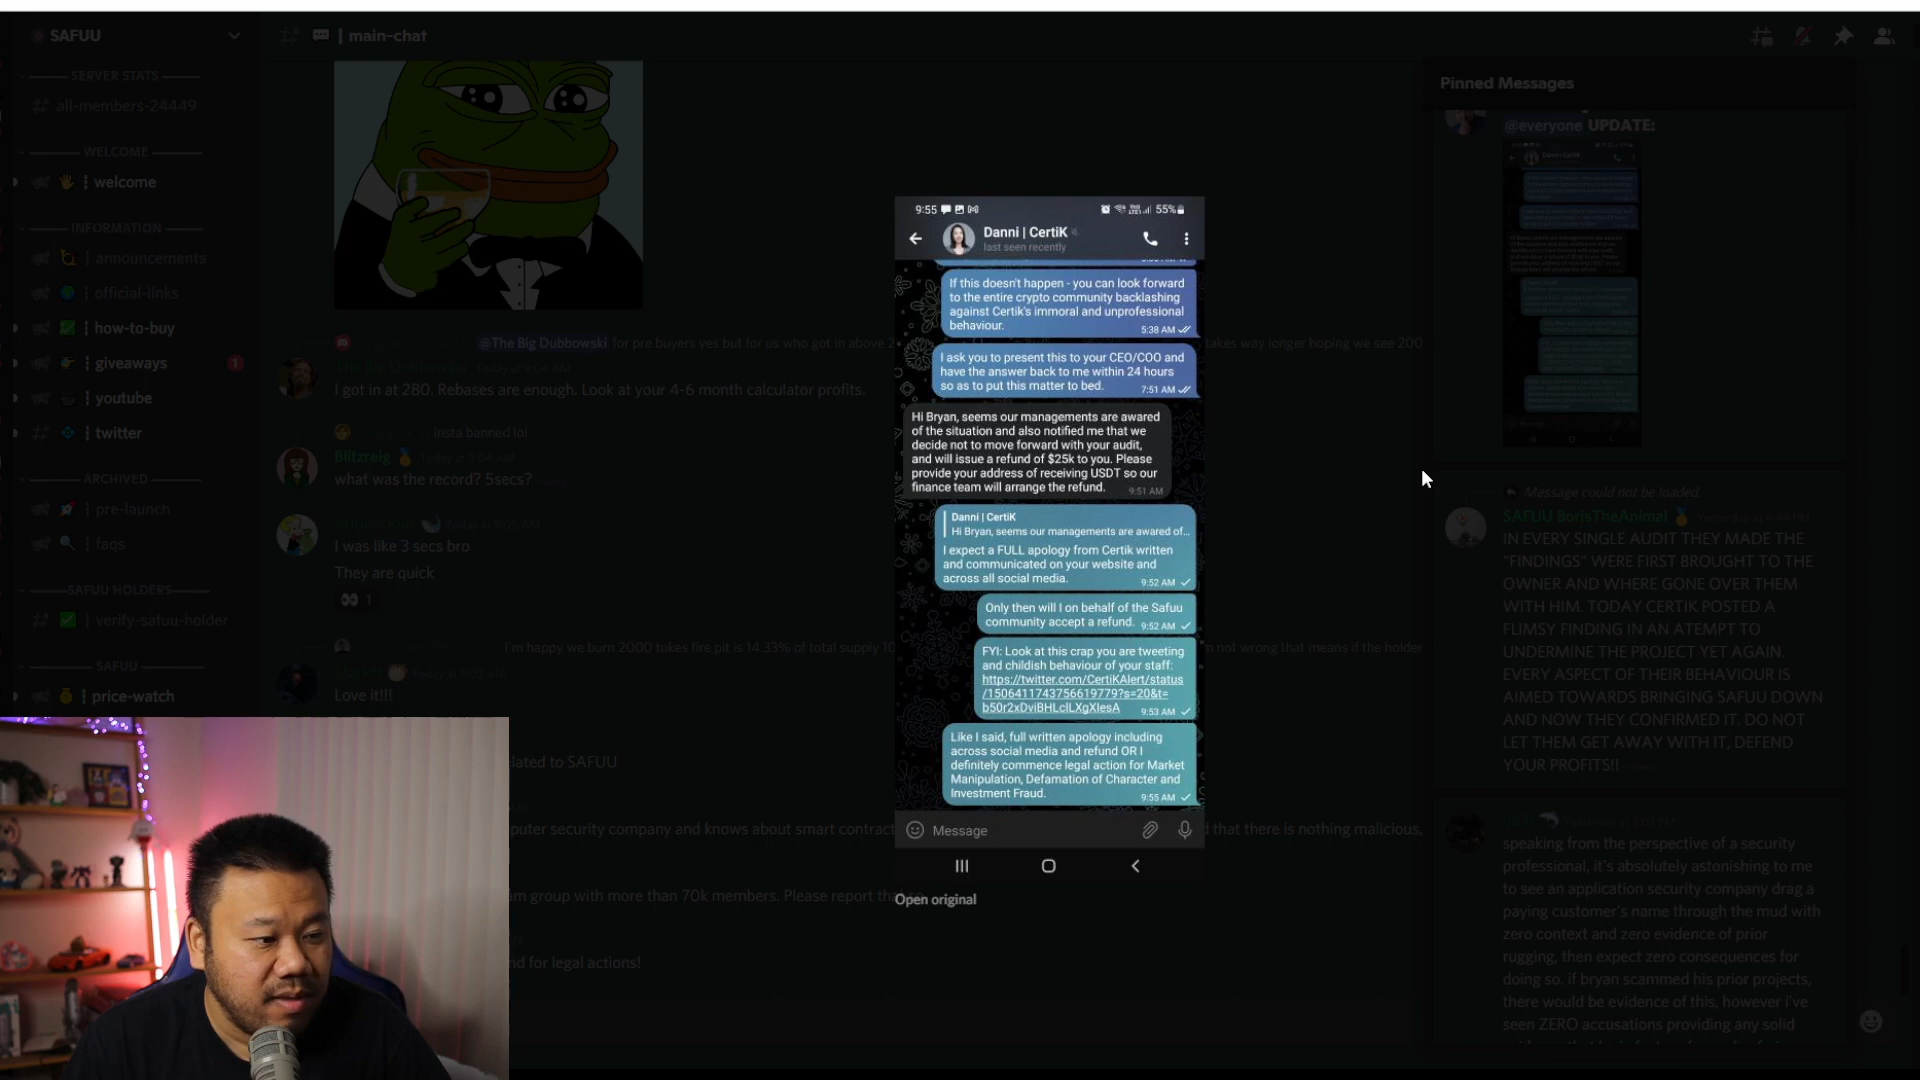 SAFUU
main-chat
SERVER STATS
all-members-24449
WELCOME
welcome
INFORMATION
announcements
official-links
how-to-buy
giveaways
1
youtube
twitter
ARCHIVED
pre-launch
faqs
SAFUU HOLDERS
verify-safuu-holder
SAFUU
price-watch
@The Big Dubbowski for pre buyers yes but for us who got in above 2
takes way longer hoping we see 200
I got in at 280. Rebases are enough. Look at your 4-6 month calculator profits.
insta banned lol
Blitzreig
what was the record? 5secs?
I was like 3 secs bro
They are quick
1
I'm happy we burn 2000 tokes fire pit is 14.33% of total supply 10
not wrong that means if the holder
Love it!!!
lated to SAFUU
puter security company and knows about smart contract
d that there is nothing malicious,
am group with more than 70k members. Please report tha
nd for legal actions!
9:55
55%
Danni | CertiK
last seen recently
If this doesn't happen - you can look forward
to the entire crypto community backlashing
against Certik's immoral and unprofessional
behaviour.
5:38 AM
I ask you to present this to your CEO/COO and
have the answer back to me within 24 hours
so as to put this matter to bed.
7:51 AM
Hi Bryan, seems our managements are awared
of the situation and also notified me that we
decide not to move forward with your audit,
and will issue a refund of $25k to you. Please
provide your address of receiving USDT so our
finance team will arrange the refund.
9:51 AM
Danni | CertiK
Hi Bryan, seems our managements are awared of...
I expect a FULL apology from Certik written
and communicated on your website and
across all social media.
9:52 AM
Only then will I on behalf of the Safuu
community accept a refund.
9:52 AM
FYI: Look at this crap you are tweeting
and childish behaviour of your staff:
https://twitter.com/CertiKAlert/status
/1506411743756619779?s=20&t=
b50r2xDviBHLclLXgXlesA
9:53 AM
Like I said, full written apology including
across social media and refund OR I
definitely commence legal action for Market
Manipulation, Defamation of Character and
Investment Fraud.
9:55 AM
Message
Open original
Pinned Messages
@everyone UPDATE:
Message could not be loaded.
SAFUU BorisTheAnimal
IN EVERY SINGLE AUDIT THEY MADE THE
"FINDINGS" WERE FIRST BROUGHT TO THE
OWNER AND WHERE GONE OVER THEM
WITH HIM. TODAY CERTIK POSTED A
FLIMSY FINDING IN AN ATEMPT TO
UNDERMINE THE PROJECT YET AGAIN.
EVERY ASPECT OF THEIR BEHAVIOUR IS
AIMED TOWARDS BRINGING SAFUU DOWN
AND NOW THEY CONFIRMED IT. DO NOT
LET THEM GET AWAY WITH IT, DEFEND
YOUR PROFITS!!
speaking from the perspective of a security
professional, it's absolutely astonishing to me
to see an application security company drag a
paying customer's name through the mud with
zero context and zero evidence of prior
rugging, then expect zero consequences for
doing so. if bryan scammed his prior projects,
there would be evidence of this, however i've
seen ZERO accusations providing any solid